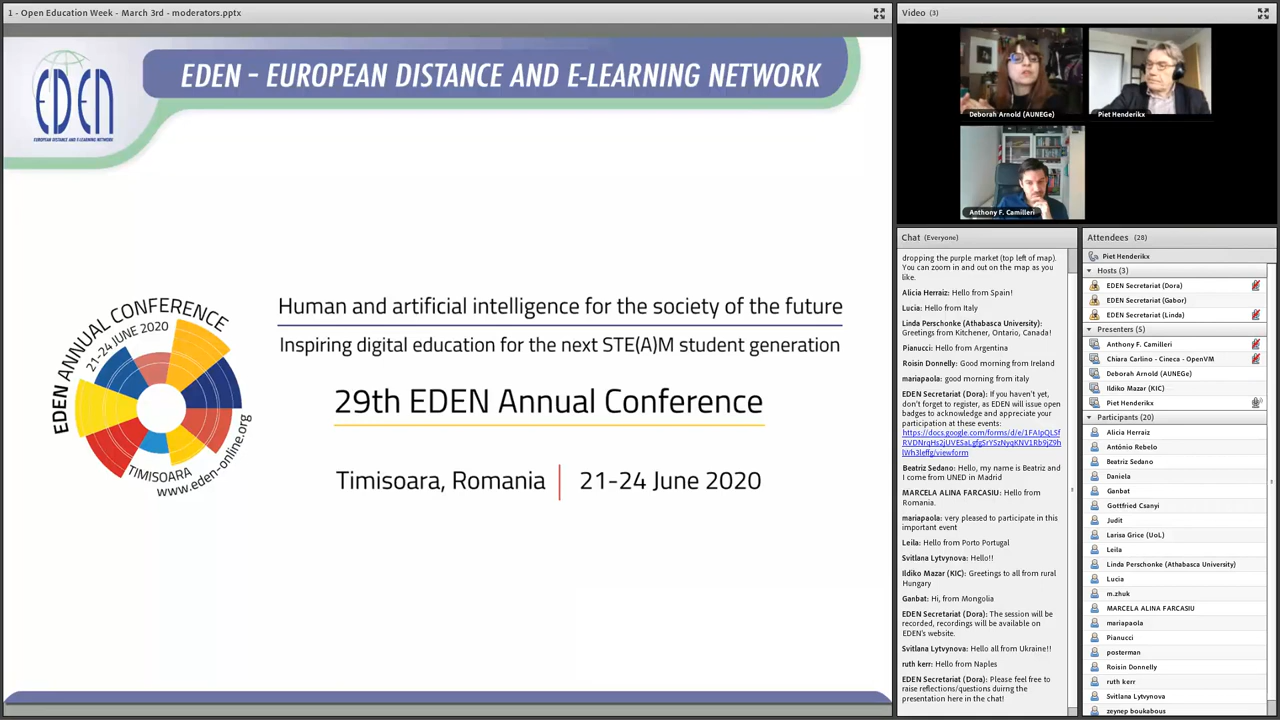 1 - Open Education Week - March 3rd - moderators.pptx
EDEN
EUROPEAN DISTANCE AND E-LEARNING NETWORK
EDEN – EUROPEAN DISTANCE AND E-LEARNING NETWORK
EDEN ANNUAL CONFERENCE
21-24 JUNE 2020
TIMISOARA
www.eden-online.org
Human and artificial intelligence for the society of the future
Inspiring digital education for the next STE(A)M student generation
29th EDEN Annual Conference
Timisoara, Romania
21-24 June 2020
Video (3)
Deborah Arnold (AUNEGe)
Piet Henderikx
Anthony F. Camilleri
Chat (Everyone)
dropping the purple market (top left of map).
You can zoom in and out on the map as you
like.
Alicia Herraiz: Hello from Spain!
Lucia: Hello from Italy
Linda Perschonke (Athabasca University):
Greetings from Kitchener, Ontario, Canada!
Pianucci: Hello from Argentina
Roisin Donnelly: Good morning from Ireland
mariapaola: good morning from italy
EDEN Secretariat (Dora): If you haven't yet,
don't forget to register, as EDEN will issue open
badges to acknowledge and appreciate your
participation at these events:
Beatriz Sedano: Hello, my name is Beatriz and
I come from UNED in Madrid
MARCELA ALINA FARCASIU: Hello from
Romania.
mariapaola: very pleased to participate in this
important event
Leila: Hello from Porto Portugal
Svitlana Lytvynova: Hello!!
Ildiko Mazar (KIC): Greetings to all from rural
Hungary
Ganbat: Hi, from Mongolia
EDEN Secretariat (Dora): The session will be
recorded, recordings will be available on
EDEN's website.
Svitlana Lytvynova: Hello all from Ukraine!!
ruth kerr: Hello from Naples
EDEN Secretariat (Dora): Please feel free to
raise reflections/questions duirng the
presentation here in the chat!
Attendees (28)
Piet Henderikx
Hosts (3)
EDEN Secretariat (Dora)
EDEN Secretariat (Gabor)
EDEN Secretariat (Linda)
Presenters (5)
Anthony F. Camilleri
Chiara Carlino - Cineca - OpenVM
Deborah Arnold (AUNEGe)
Ildiko Mazar (KIC)
Piet Henderikx
Participants (20)
Alicia Herraiz
António Rebelo
Beatriz Sedano
Daniela
Ganbat
Gottfried Csanyi
Judit
Larisa Grice (UoL)
Leila
Linda Perschonke (Athabasca University)
Lucia
m.zhuk
MARCELA ALINA FARCASIU
mariapaola
Pianucci
posterman
Roisin Donnelly
ruth kerr
Svitlana Lytvynova
zeynep boukabous